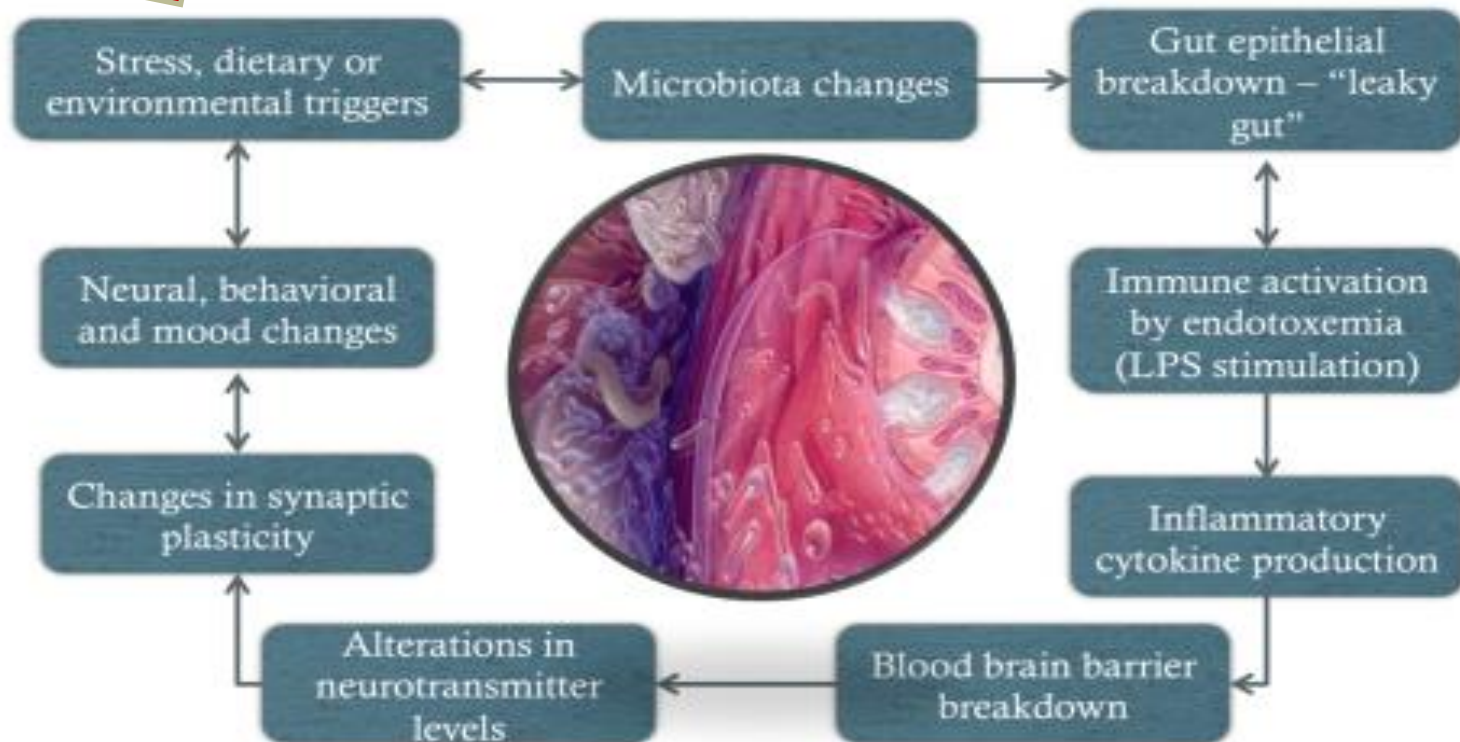 Stress, dietary or
environmental triggers
Microbiota changes
Gut epithelial
breakdown – “leaky
gut”
Immune activation
by endotoxemia
(LPS stimulation)
Inflammatory
cytokine production
Blood brain barrier
breakdown
Alterations in
neurotransmitter
levels
Changes in synaptic
plasticity
Neural, behavioral
and mood changes